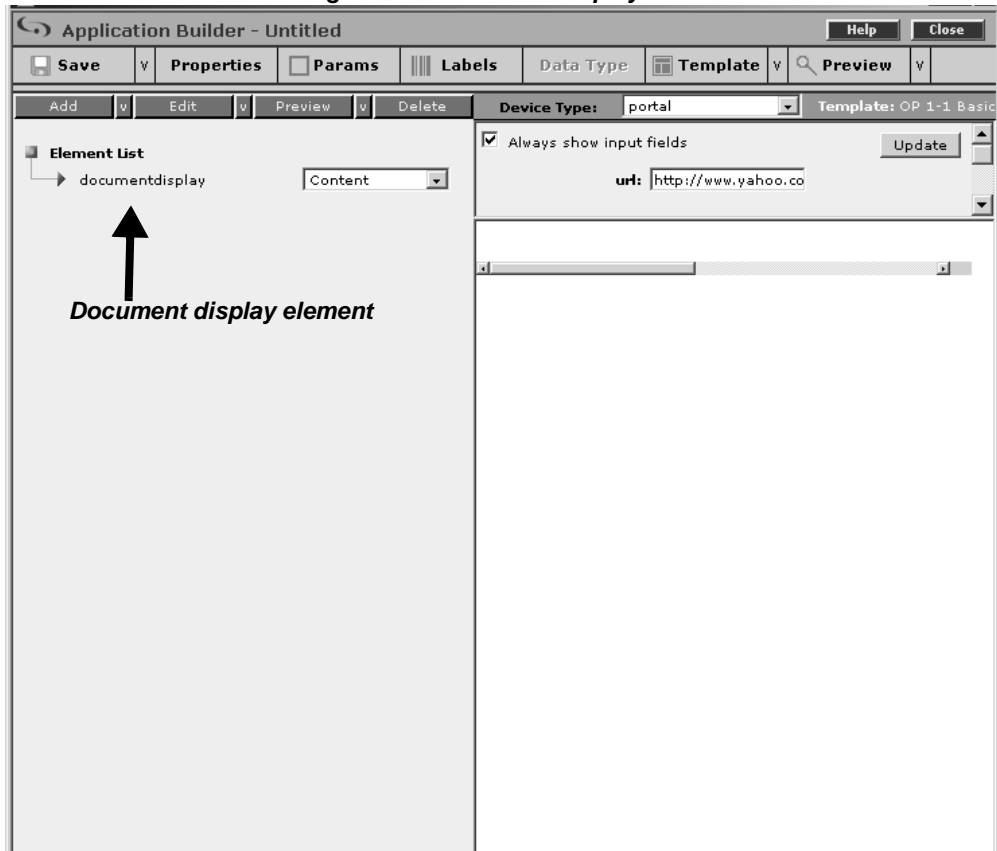 Application Builder - Untitled Help Close
Save v Properties Params Labels Data Type Template v Preview v
Add v Edit v Preview v Delete Device Type: portal Template: OP 1-1 Basic
Always show input fields Update
Element List
documentdisplay Content
url: http://www.yahoo.co
Document display element